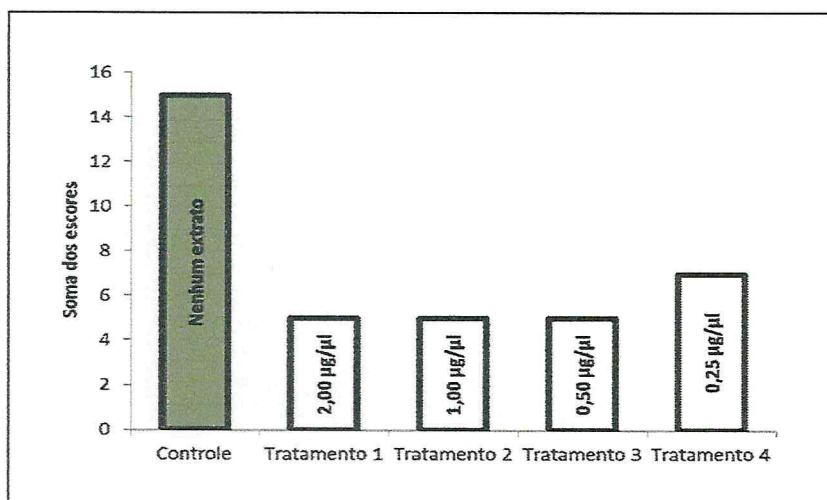 16
14
12
10
8
6
4
2
0
Soma dos escores
Nenhum extrato
2,00 µg/µl
1,00 µg/µl
0,50 µg/µl
0,25 µg/µl
Controle Tratamento 1 Tratamento 2 Tratamento 3 Tratamento 4